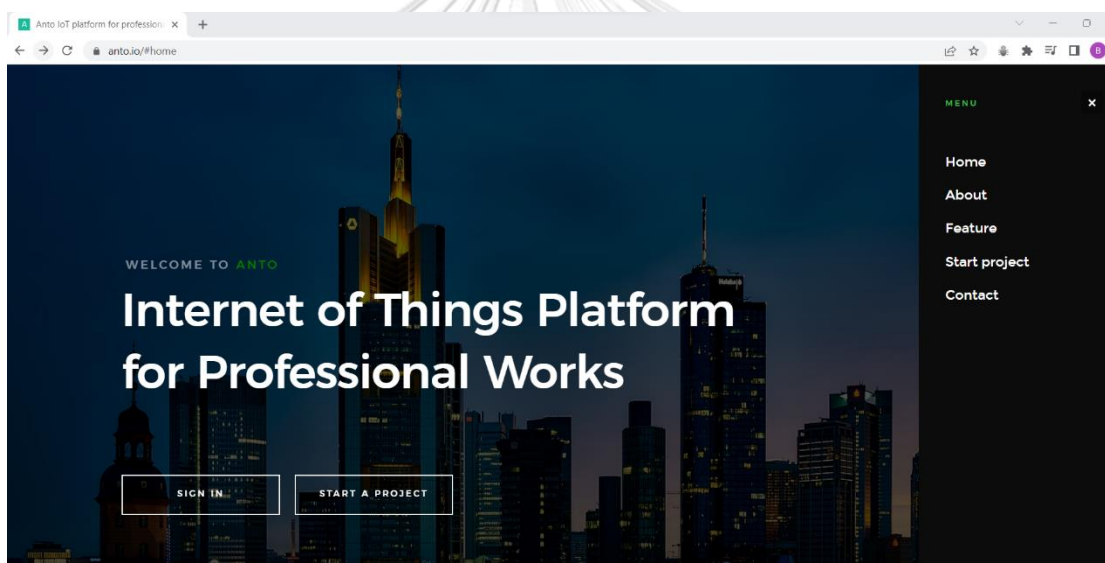 Anto IoT platform for profession
anto.io/#home
B
MENU
Home
About
Feature
Start project
Contact
WELCOME TO ANTO
Internet of Things Platform
for Professional Works
SIGN IN
START A PROJECT